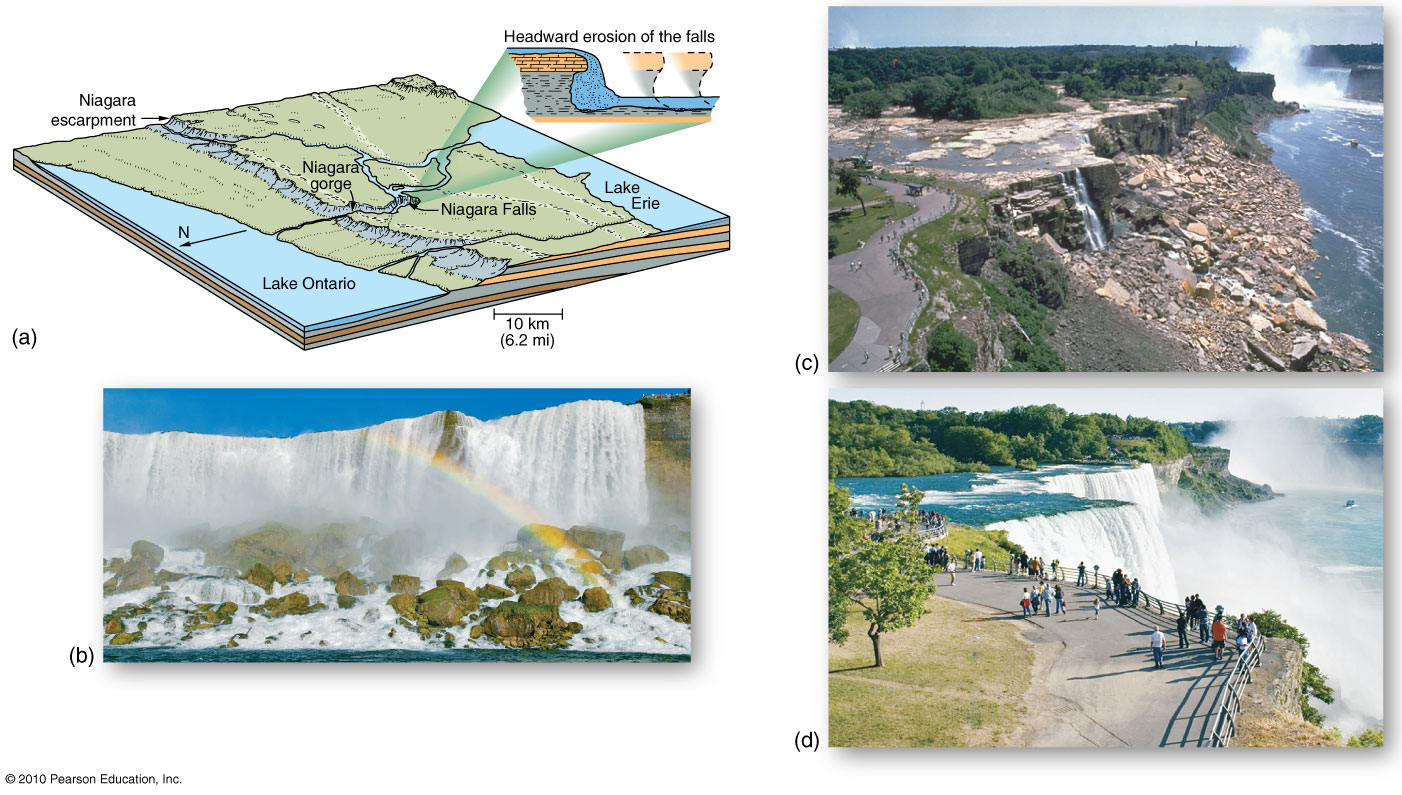 Headward erosion of the falls
Niagara
escarpment
Niagara
gorge
Lake
Erie
Niagara Falls
N
Lake Ontario
10 km
(6.2 mi)
(a)
(c)
(b)
(d)
© 2010 Pearson Education, Inc.